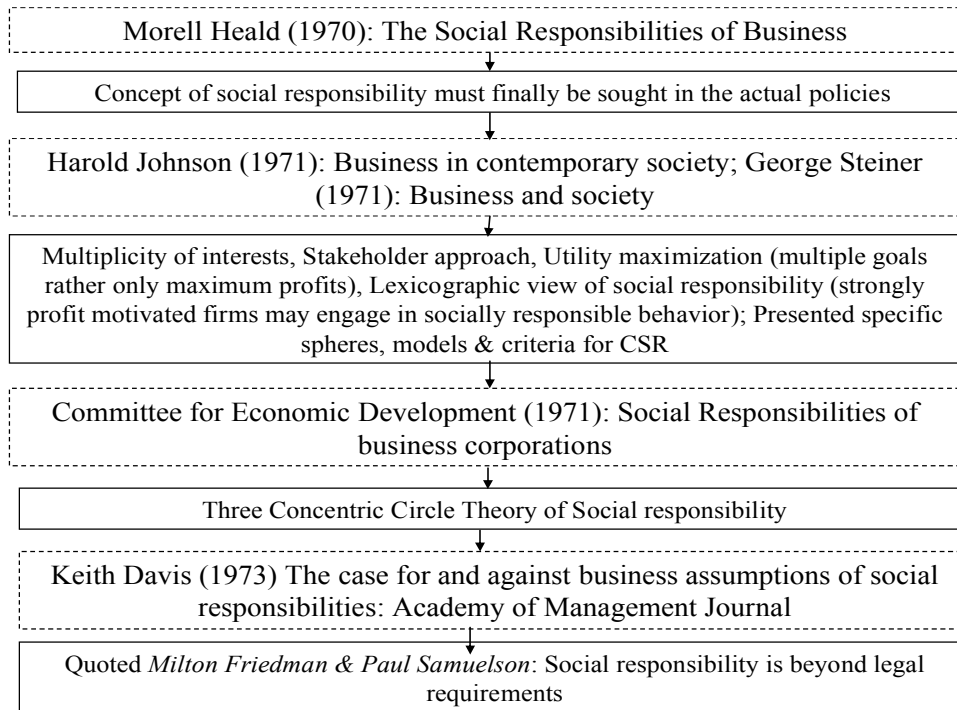 Morell Heald (1970): The Social Responsibilities of Business
Concept of social responsibility must finally be sought in the actual policies
Harold Johnson (1971): Business in contemporary society; George Steiner
(1971): Business and society
Multiplicity of interests, Stakeholder approach, Utility maximization (multiple goals
rather only maximum profits), Lexicographic view of social responsibility (strongly
profit motivated firms may engage in socially responsible behavior); Presented specific
spheres, models & criteria for CSR
Committee for Economic Development (1971): Social Responsibilities of
business corporations
Three Concentric Circle Theory of Social responsibility
Keith Davis (1973) The case for and against business assumptions of social
responsibilities: Academy of Management Journal
Quoted Milton Friedman & Paul Samuelson: Social responsibility is beyond legal
requirements